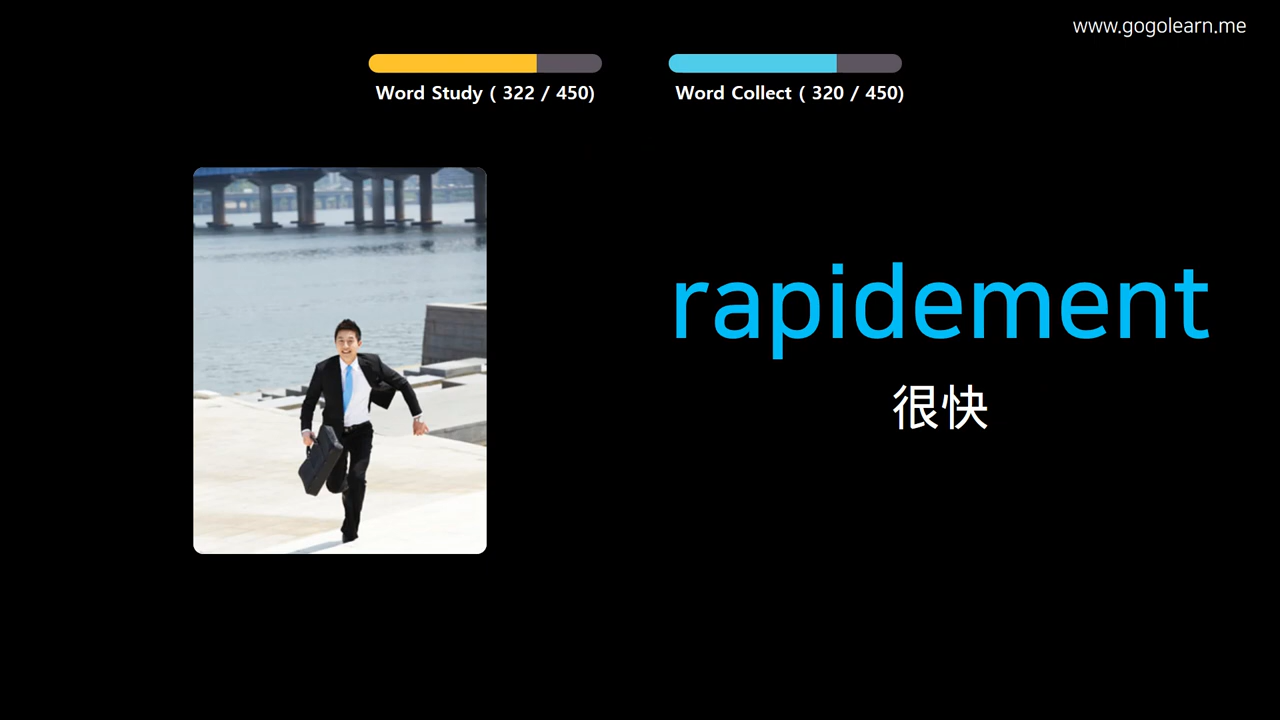 www.gogolearn.me
Word Study ( 322 / 450)
Word Collect ( 320 / 450)
rapidement
很快